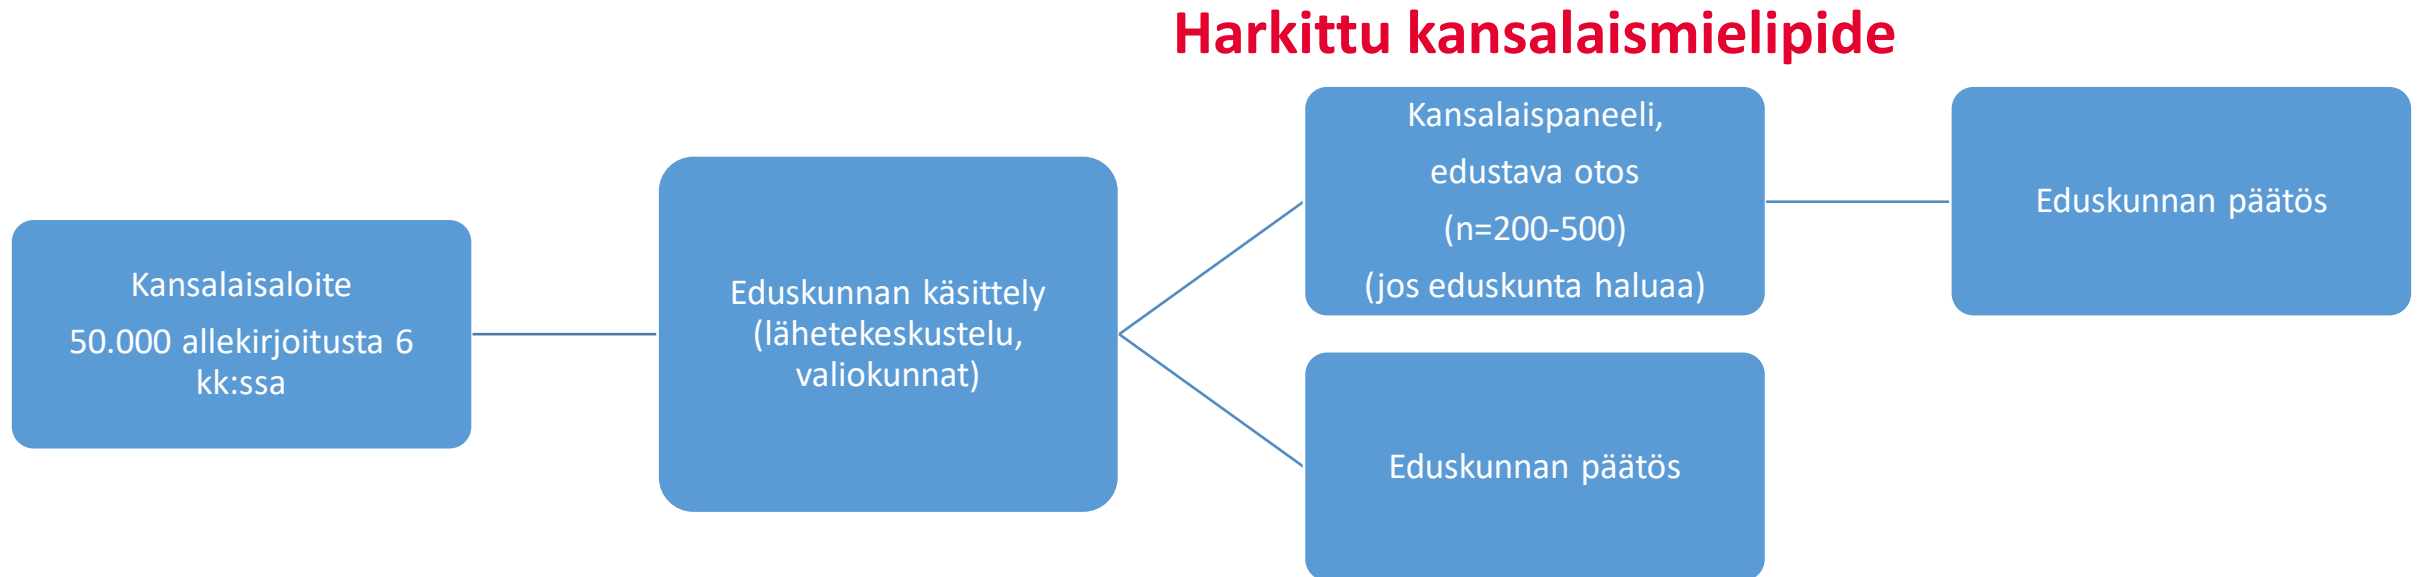 Harkittu kansalaismielipide
Kansalaisaloite
50.000 allekirjoitusta 6
kk:ssa
Eduskunnan käsittely
(lähetekeskustelu,
valiokunnat)
Kansalaispaneeli,
edustava otos
(n=200-500)
(jos eduskunta haluaa)
Eduskunnan päätös
Eduskunnan päätös